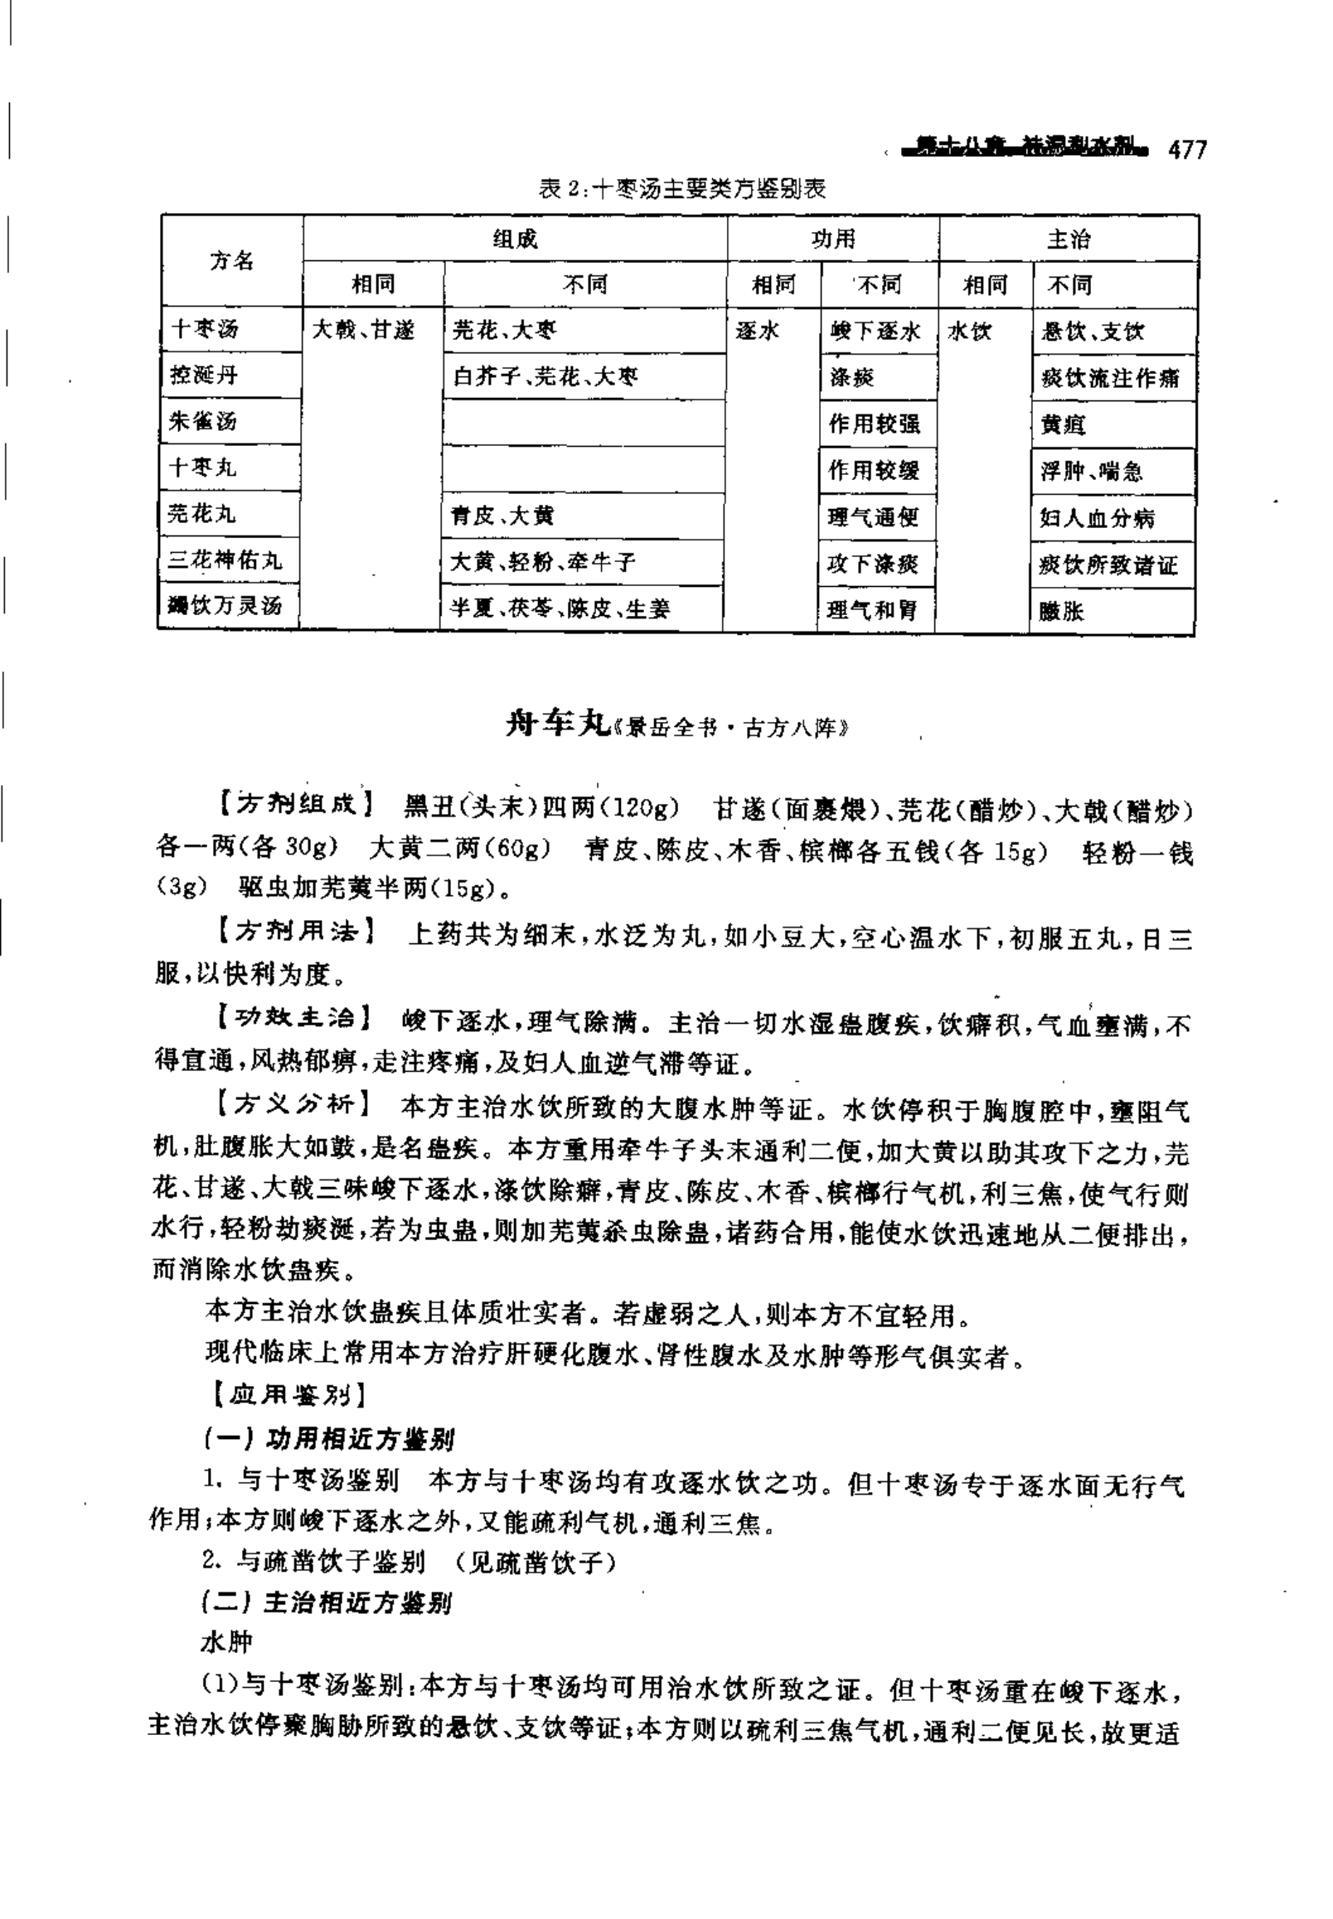 第十八章 祛湿利水剂 477
表 2:十枣汤主要类方鉴别表
方名 组成 功用 主治
相同 不同 相同 不同 相同 不同
十枣汤 大戟、甘遂 芫花、大枣 逐水 峻下逐水 水饮 悬饮、支饮
控涎丹 白芥子、芫花、大枣 涤痰 痰饮流注作痛
朱雀汤 作用较强 黄疸
十枣丸 作用较缓 浮肿、喘急
芫花丸 青皮、大黄 理气通便 妇人血分病
三花神佑丸 大黄、轻粉、牵牛子 攻下涤痰 痰饮所致诸证
蠲饮万灵汤 半夏、茯苓、陈皮、生姜 理气和胃 臌胀
舟车丸《景岳全书·古方八阵》
【方剂组成】 黑丑(头末)四两(120g) 甘遂(面裹煨)、芫花(醋炒)、大戟(醋炒)
各一两(各 30g) 大黄二两(60g) 青皮、陈皮、木香、槟榔各五钱(各 15g) 轻粉一钱
(3g) 驱虫加芜荑半两(15g)。
【方剂用法】 上药共为细末,水泛为丸,如小豆大,空心温水下,初服五丸,日三
服,以快利为度。
【功效主治】 峻下逐水,理气除满。主治一切水湿蛊腹疾,饮癖积,气血壅满,不
得宣通,风热郁痹,走注疼痛,及妇人血逆气滞等证。
【方义分析】 本方主治水饮所致的大腹水肿等证。水饮停积于胸腹腔中,壅阻气
机,肚腹胀大如鼓,是名蛊疾。本方重用牵牛子头末通利二便,加大黄以助其攻下之力,芫
花、甘遂、大戟三味峻下逐水,涤饮除癖,青皮、陈皮、木香、槟榔行气机,利三焦,使气行则
水行,轻粉劫痰涎,若为虫蛊,则加芜荑杀虫除蛊,诸药合用,能使水饮迅速地从二便排出,
而消除水饮蛊疾。
本方主治水饮蛊疾且体质壮实者。若虚弱之人,则本方不宜轻用。
现代临床上常用本方治疗肝硬化腹水、肾性腹水及水肿等形气俱实者。
【应用鉴别】
(一) 功用相近方鉴别
1. 与十枣汤鉴别 本方与十枣汤均有攻逐水饮之功。但十枣汤专于逐水面无行气
作用;本方则峻下逐水之外,又能疏利气机,通利三焦。
2. 与疏凿饮子鉴别 (见疏凿饮子)
(二) 主治相近方鉴别
水肿
(1)与十枣汤鉴别:本方与十枣汤均可用治水饮所致之证。但十枣汤重在峻下逐水,
主治水饮停聚胸胁所致的悬饮、支饮等证;本方则以疏利三焦气机,通利二便见长,故更适